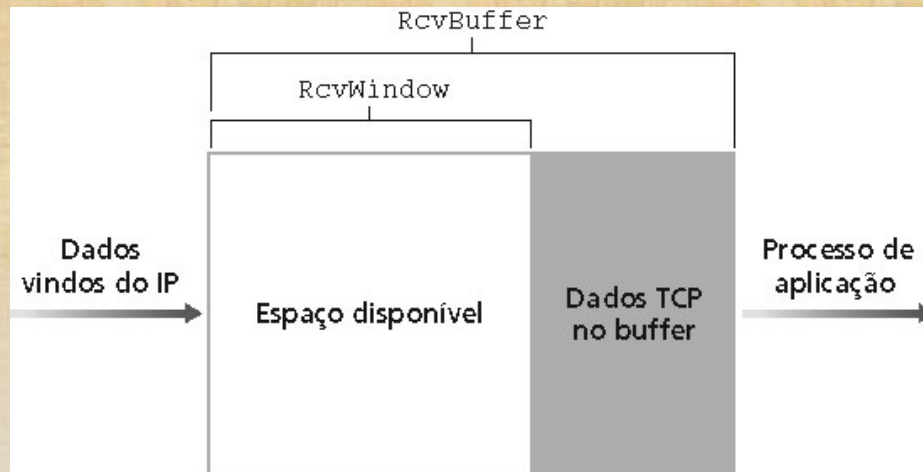 RcvBuffer
RcvWindow
Dados
vindos do IP
Espaço disponível
Dados TCP
no buffer
Processo de
aplicação